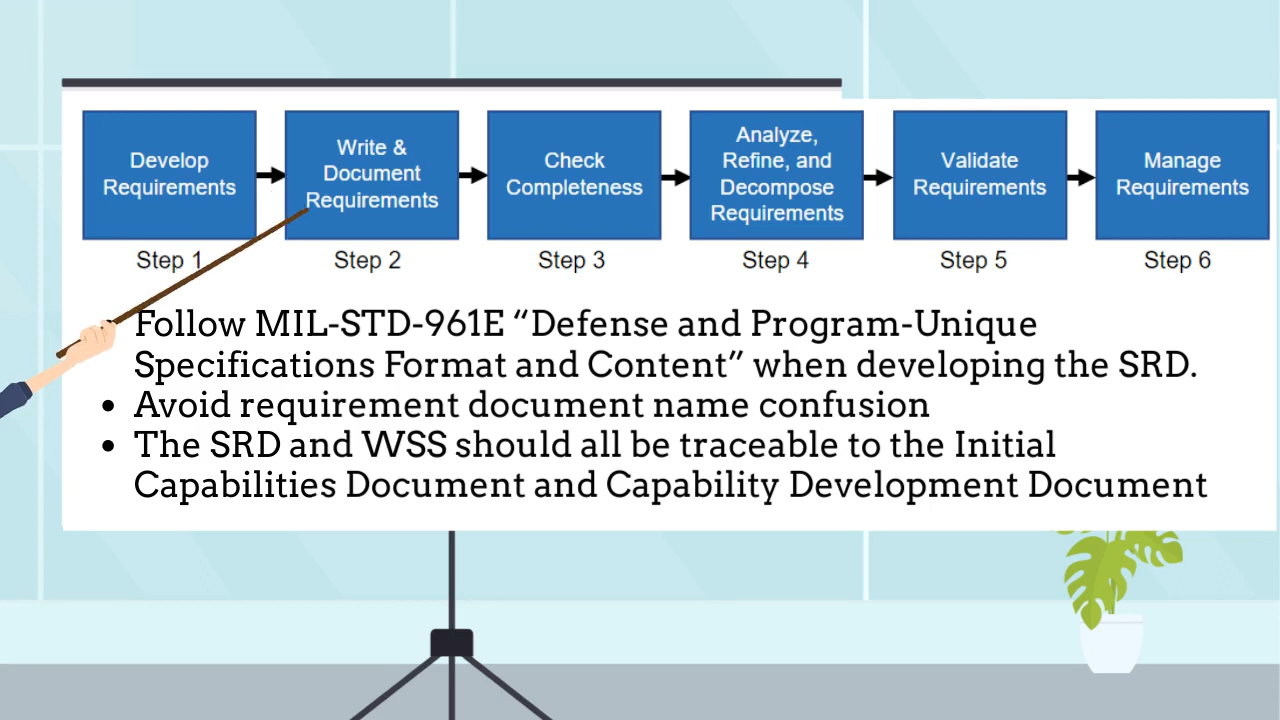 Develop
Requirements
Write &
Document
Requirements
Check
Completeness
Analyze,
Refine, and
Decompose
Requirements
Validate
Requirements
Manage
Requirements
Step 1
Step 2
Step 3
Step 4
Step 5
Step 6
Follow MIL-STD-961E “Defense and Program-Unique
Specifications Format and Content” when developing the SRD.
• Avoid requirement document name confusion
• The SRD and WSS should all be traceable to the Initial
Capabilities Document and Capability Development Document